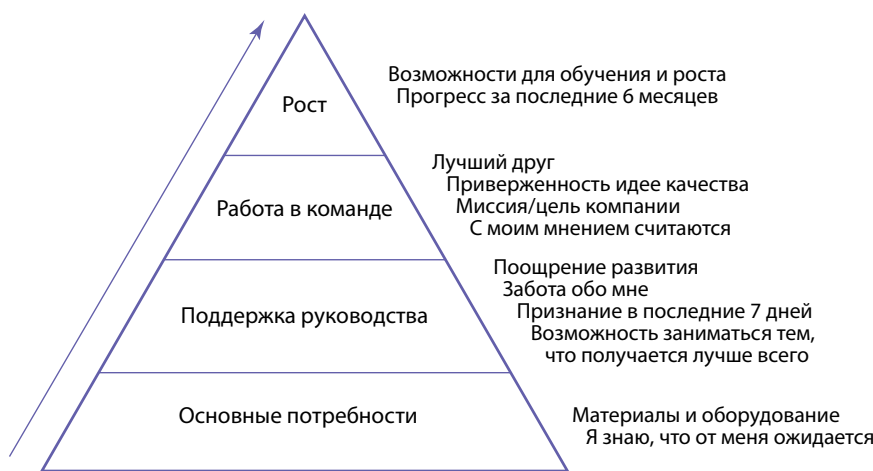 Рост
Возможности для обучения и роста
Прогресс за последние 6 месяцев
Работа в команде
Лучший друг
Приверженность идее качества
Миссия/цель компании
С моим мнением считаются
Поддержка руководства
Поощрение развития
Забота обо мне
Признание в последние 7 дней
Возможность заниматься тем,
что получается лучше всего
Основные потребности
Материалы и оборудование
Я знаю, что от меня ожидается